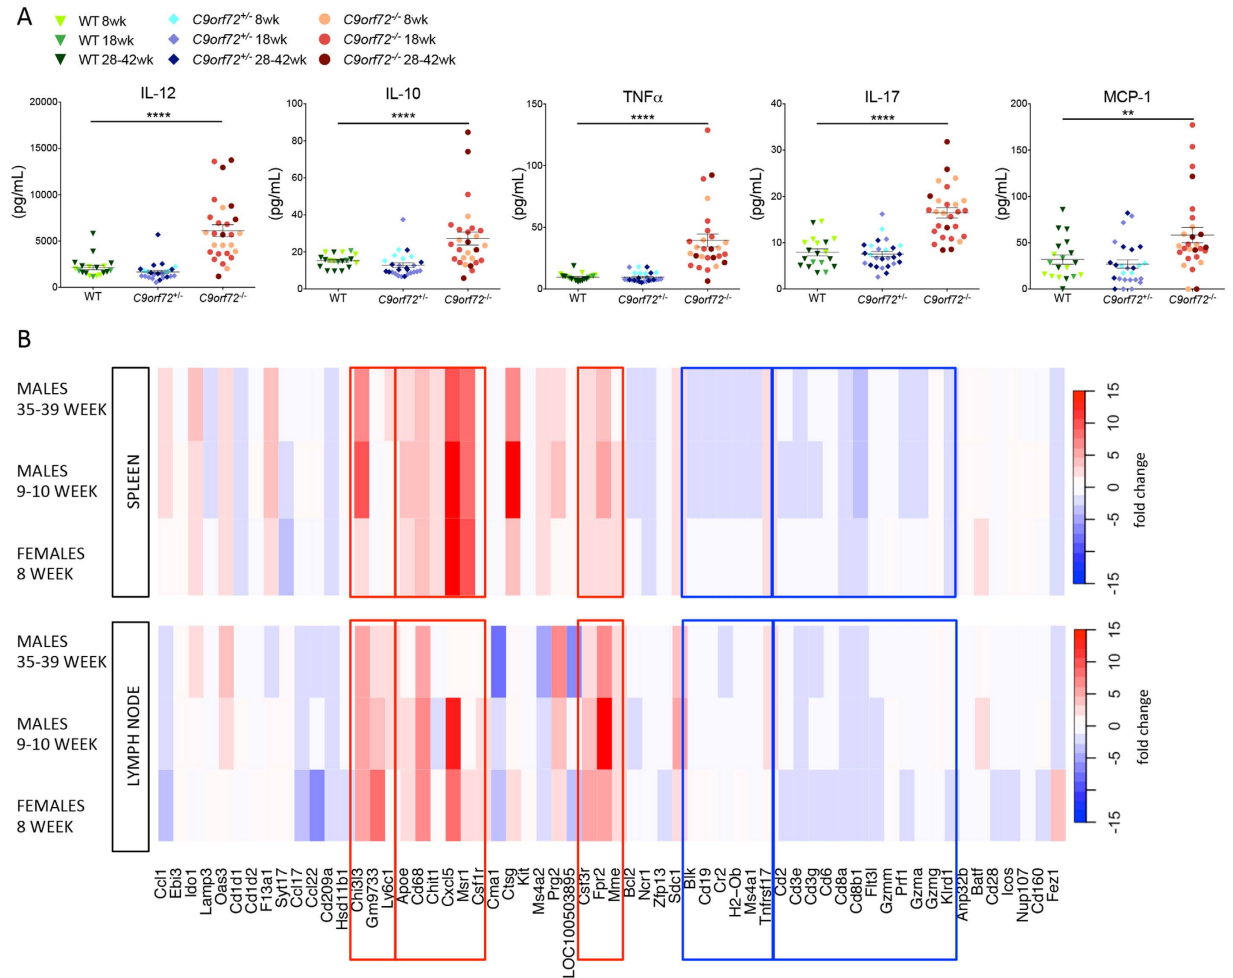 A
WT 8wk
C9orf72+/- 8wk
C9orf72-/- 8wk
WT 18wk
C9orf72+/- 18wk
C9orf72-/- 18wk
WT 28-42wk
C9orf72+/- 28-42wk
C9orf72-/- 28-42wk
IL-12
20000
15000
10000
5000
0
(pg/mL)
****
WT
C9orf72+/-
C9orf72-/-
IL-10
100
80
60
40
20
0
(pg/mL)
****
WT
C9orf72+/-
C9orf72-/-
TNFα
150
100
50
0
(pg/mL)
****
WT
C9orf72+/-
C9orf72-/-
IL-17
40
30
20
10
0
(pg/mL)
****
WT
C9orf72+/-
C9orf72-/-
MCP-1
200
150
100
50
0
(pg/mL)
**
WT
C9orf72+/-
C9orf72-/-
B
MALES
35-39 WEEK
MALES
9-10 WEEK
FEMALES
8 WEEK
SPLEEN
15
10
5
0
-5
-10
-15
fold change
MALES
35-39 WEEK
MALES
9-10 WEEK
FEMALES
8 WEEK
LYMPH NODE
15
10
5
0
-5
-10
-15
fold change
Ccl1
Ebi3
Ido1
Lamp3
Oas3
Cd1d1
Cd1d2
F13a1
Syt17
Ccl17
Ccl22
Cd209a
Hsd11b1
Chi3l3
Gm9733
Ly6c1
Apoe
Cd68
Chit1
Cxcl5
Msr1
Csf1r
Cma1
Ctsg
Kit
Ms4a2
Prg2
LOC100503895
Csf3r
Fpr2
Mme
Bcl2
Ncr1
Zfp13
Sdc1
Blk
Cd19
Cr2
H2-Ob
Ms4a1
Tnfrsf17
Cd2
Cd3e
Cd3g
Cd6
Cd8a
Cd8b1
Flt3l
Gzmm
Prf1
Gzma
Gzmg
Klrd1
Anp32b
Batf
Cd28
Icos
Nup107
Cd160
Fez1